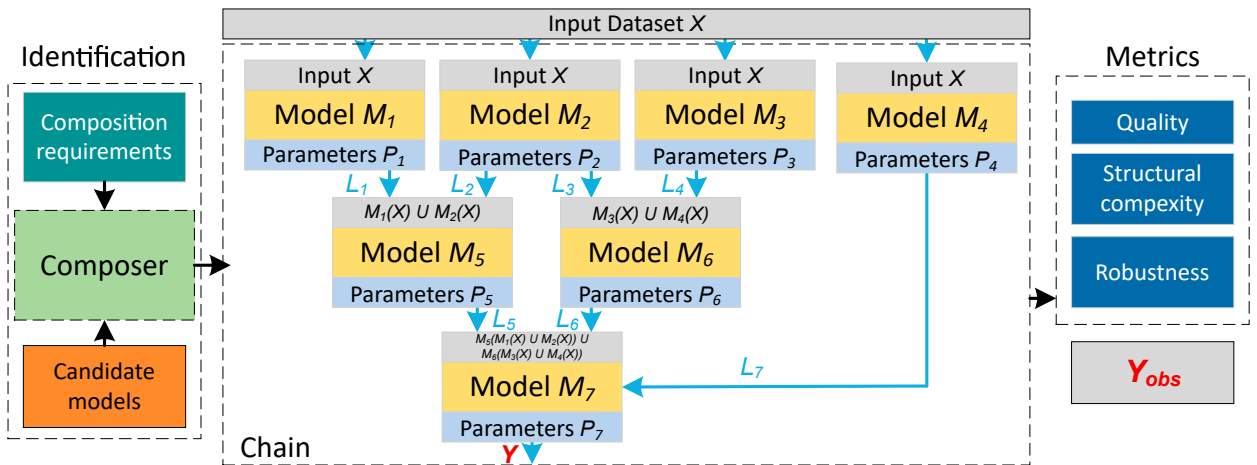 Input Dataset X
Identification
Composition
requirements
Composer
Candidate
models
Input X
Model M1
Parameters P1
Input X
Model M2
Parameters P2
Input X
Model M3
Parameters P3
Input X
Model M4
Parameters P4
L1
L2
L3
L4
M1(X) U M2(X)
Model M5
Parameters P5
M3(X) U M4(X)
Model M6
Parameters P6
L5
L6
L7
M5(M1(X) U M2(X)) U
M6(M3(X) U M4(X))
Model M7
Parameters P7
Y
Chain
Metrics
Quality
Structural
compexity
Robustness
Yobs